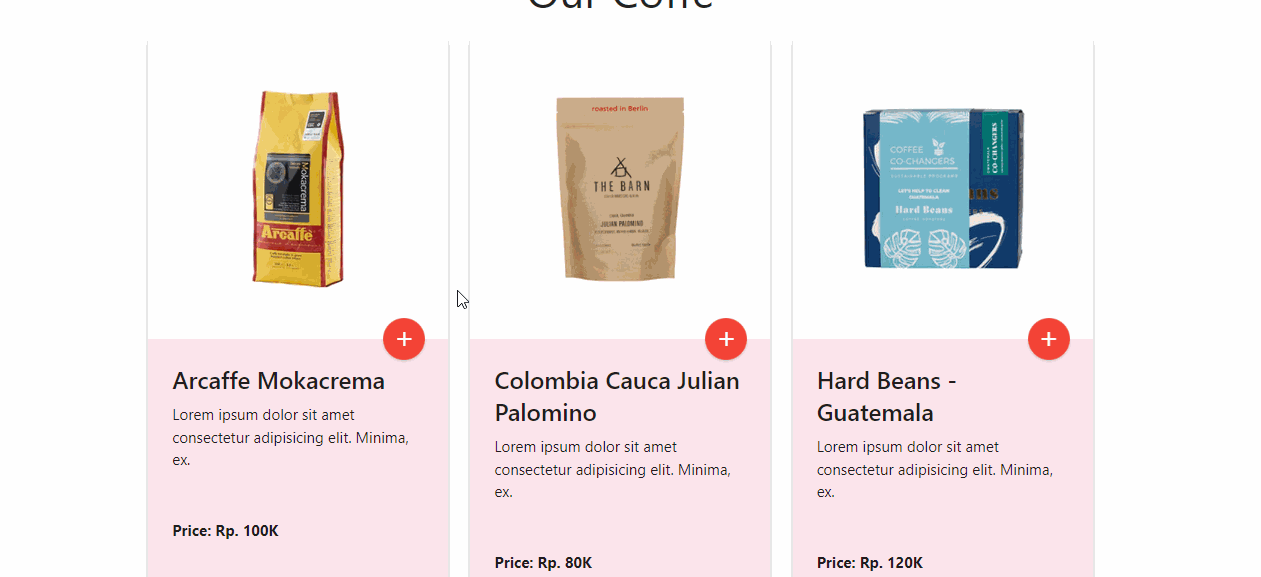 Our Coffe
Mokacrema
Arcaffe
roasted in Berlin
THE BARN
JULIAN PALOMINO
COFFEE
CO-CHANGERS
SUSTAINABLE PROGRAMS
LET'S HELP TO CLEAN
GUATEMALA
Hard Beans
CO-CHANGERS
+
+
+
Arcaffe Mokacrema
Lorem ipsum dolor sit amet
consectetur adipisicing elit. Minima,
ex.
Price: Rp. 100K
Colombia Cauca Julian
Palomino
Lorem ipsum dolor sit amet
consectetur adipisicing elit. Minima,
ex.
Price: Rp. 80K
Hard Beans -
Guatemala
Lorem ipsum dolor sit amet
consectetur adipisicing elit. Minima,
ex.
Price: Rp. 120K